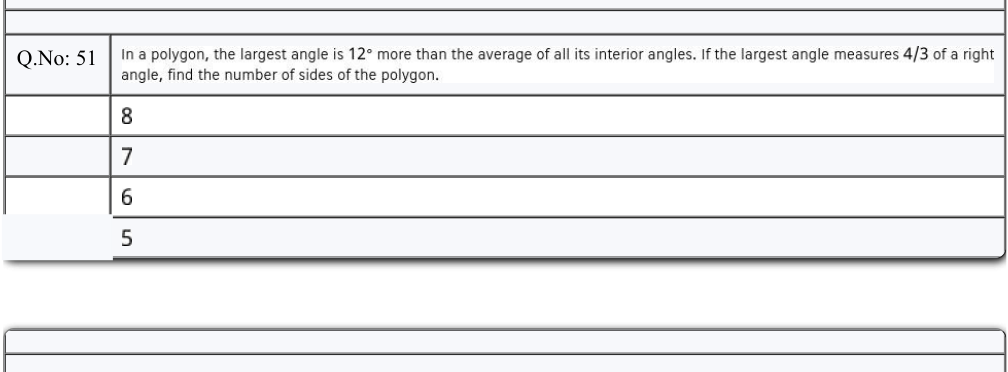 Q.No: 51
In a polygon, the largest angle is 12° more than the average of all its interior angles. If the largest angle measures 4/3 of a right
angle, find the number of sides of the polygon.
8
7
6
5